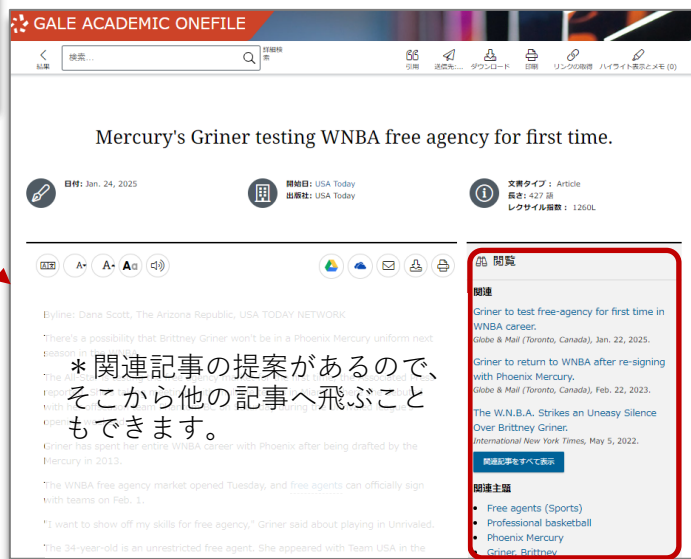 GALE ACADEMIC ONEFILE
結果
検索...
詳細検
索
引用
送信先:...
ダウンロード
印刷
リンクの取得
ハイライト表示とメモ (0)
Mercury's Griner testing WNBA free agency for first time.
日付: Jan. 24, 2025
開始日: USA Today
出版社: USA Today
文書タイプ : Article
長さ: 427 語
レクサイル指数 : 1260L
Byline: Dana Scott, The Arizona Republic, USA TODAY NETWORK
There's a possibility that Brittney Griner won't be in a Phoenix Mercury uniform next
season
＊関連記事の提案があるので、
そこから他の記事へ飛ぶこと
もできます。
Griner has spent her entire WNBA career with Phoenix after being drafted by the
Mercury in 2013.
The WNBA free agency market opened Tuesday, and free agents can officially sign
with teams on Feb. 1.
"I want to show off my skills for free agency," Griner said about playing in Unrivaled.
The 34-year-old is an unrestricted free agent. She appeared with Team USA in the
閲覧
関連
Griner to test free-agency for first time in
WNBA career.
Globe & Mail (Toronto, Canada), Jan. 22, 2025.
Griner to return to WNBA after re-signing
with Phoenix Mercury.
Globe & Mail (Toronto, Canada), Feb. 22, 2023.
The W.N.B.A. Strikes an Uneasy Silence
Over Brittney Griner.
International New York Times, May 5, 2022.
関連記事をすべて表示
関連主題
Free agents (Sports)
Professional basketball
Phoenix Mercury
Griner, Brittney